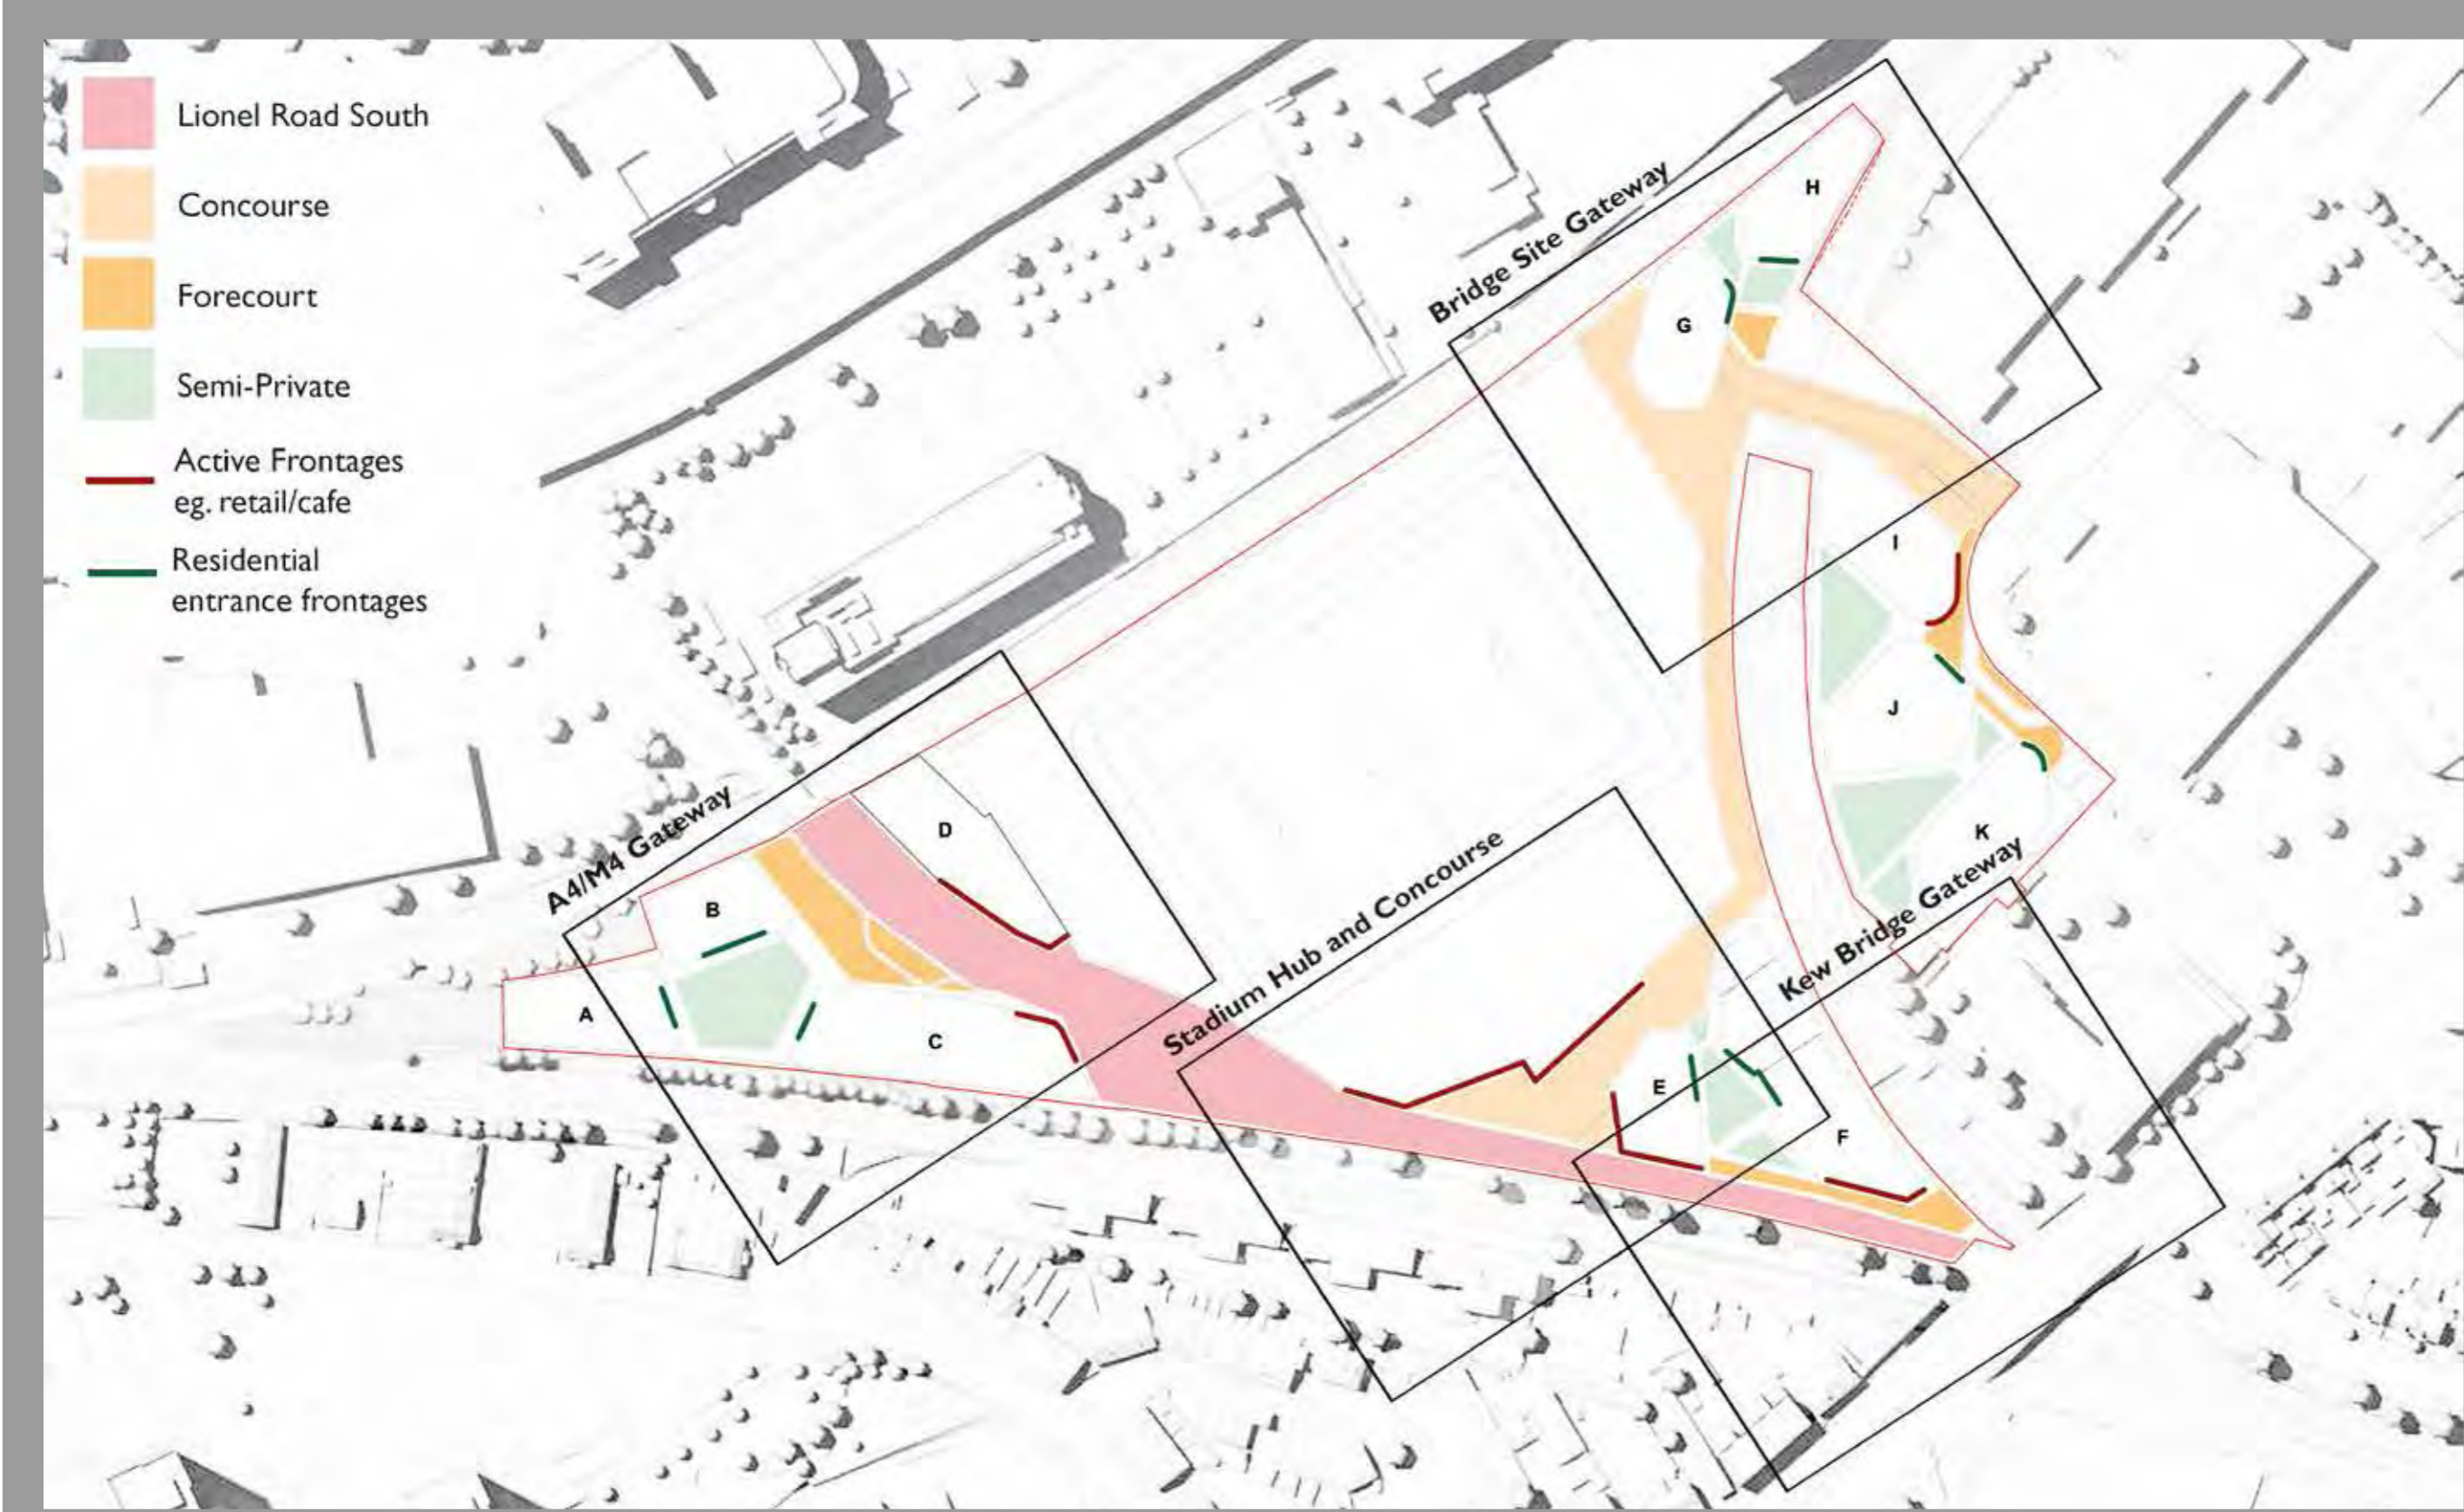 Lionel Road South
Concourse
Forecourt
Semi-Private
Active Frontages
eg. retail/cafe
Residential
entrance frontages
Bridge Site Gateway
H
G
I
J
K
A4/M4 Gateway
D
B
A
C
Stadium Hub and Concourse
Kew Bridge Gateway
E
F